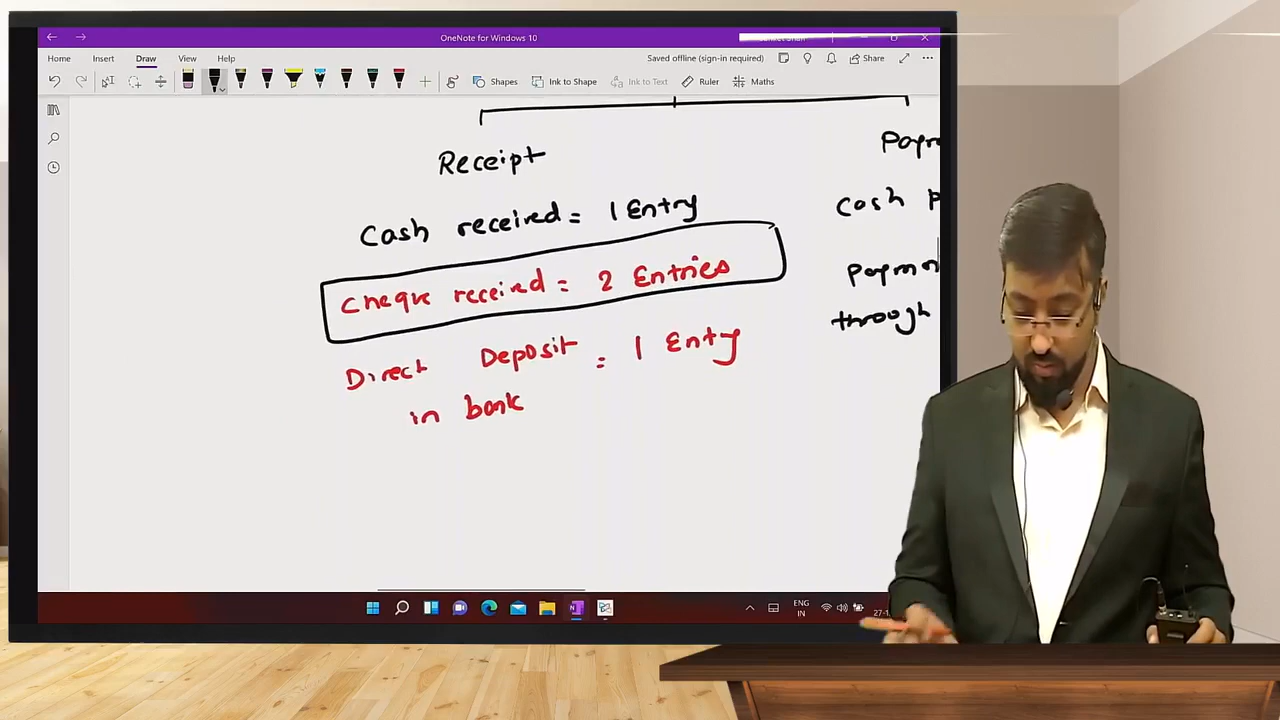 OneNote for Windows 10
Saved offline (sign-in required)
Share
Home Insert Draw View Help
Shapes Ink to Shape Ink to Text Ruler Maths
Receipt
Cash received = 1 Entry
Cheque received = 2 Entries
Direct Deposit = 1 Entry
in bank
Cash
through
ENG
IN